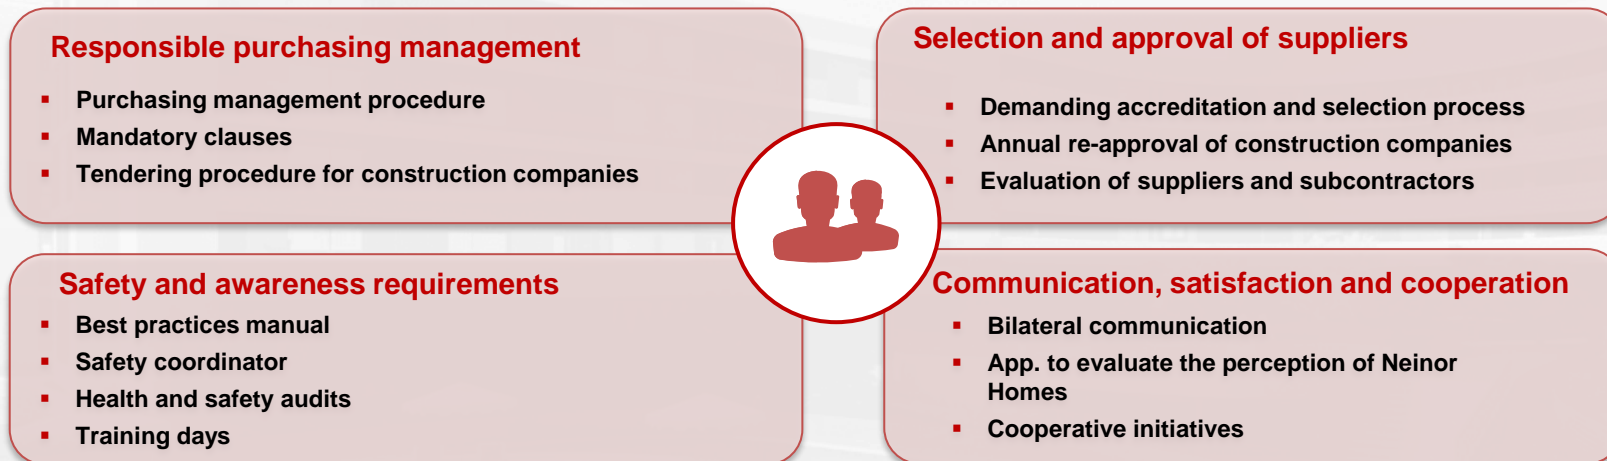 Responsible purchasing management
Purchasing management procedure
Mandatory clauses
Tendering procedure for construction companies
Selection and approval of suppliers
Demanding accreditation and selection process
Annual re-approval of construction companies
Evaluation of suppliers and subcontractors
Safety and awareness requirements
Best practices manual
Safety coordinator
Health and safety audits
Training days
Communication, satisfaction and cooperation
Bilateral communication
App. to evaluate the perception of Neinor
Homes
Cooperative initiatives